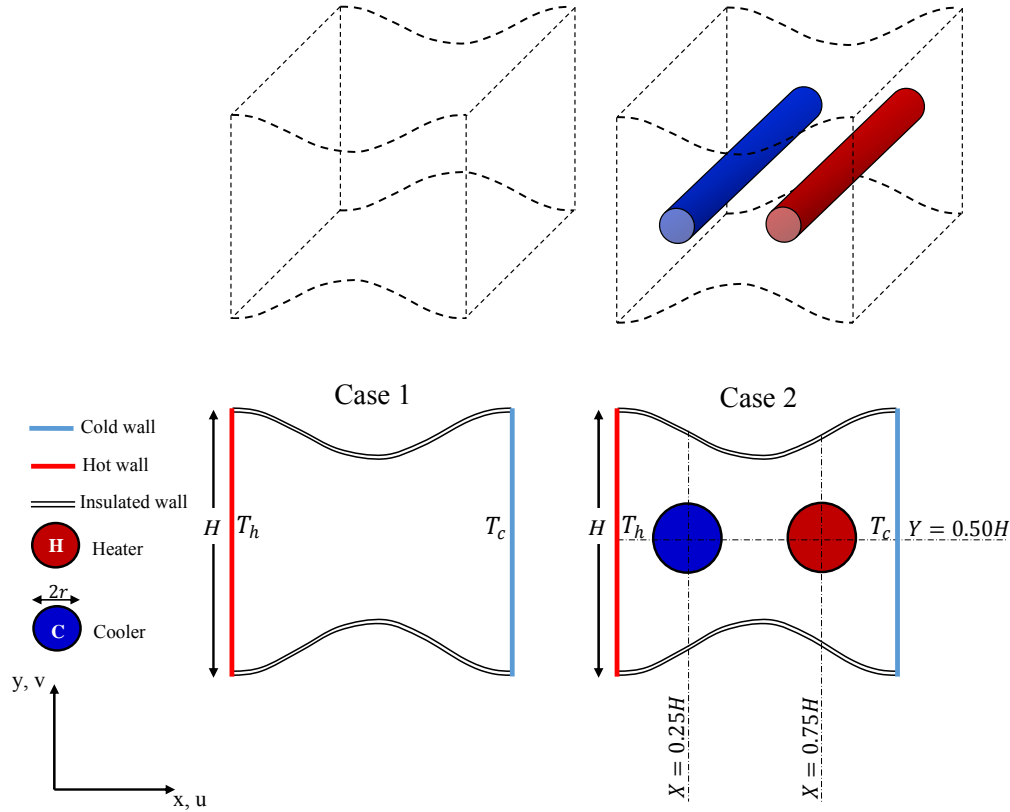 Case 1
Case 2
Cold wall
Hot wall
Insulated wall
H
Heater
2r
C
Cooler
y, v
x, u
H
T_h
T_c
H
T_h
T_c
Y = 0.50H
X = 0.25H
X = 0.75H